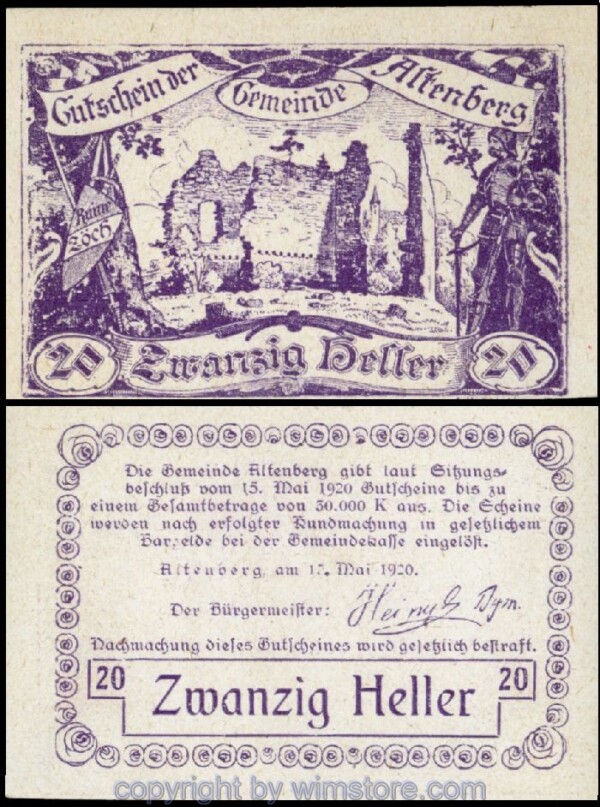 Gutschein der Gemeinde Altenberg
Ruine
Zöch
20 Zwanzig Heller 20
Die Gemeinde Altenberg gibt laut Sitzungs-
beschluß vom 15. Mai 1920 Gutscheine bis zu
einem Gesamtbetrage von 30.000 K aus. Die Scheine
werden nach erfolgter Kundmachung in gesetzlichem
Bargelde bei der Gemeindekasse eingelöst.
Altenberg, am 15. Mai 1920.
Der Bürgermeister:
Nachmachung dieses Gutscheines wird gesetzlich bestraft.
20 Zwanzig Heller 20
copyright by wimstore.com